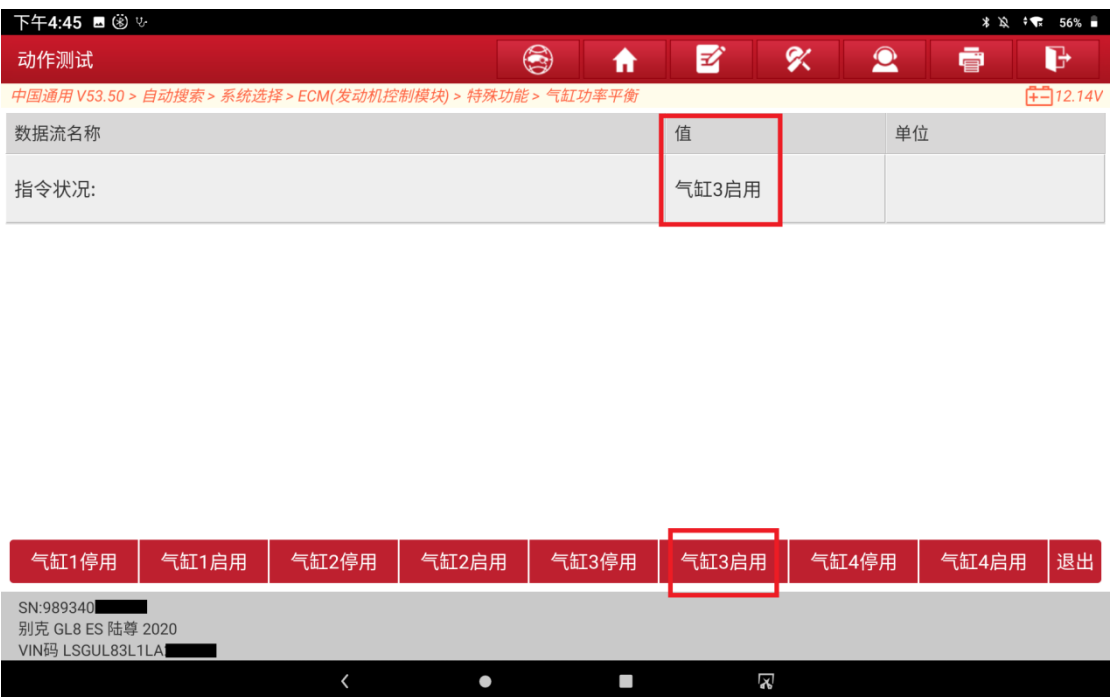 下午4:45 56%
动作测试
中国通用 V53.50 > 自动搜索 > 系统选择 > ECM(发动机控制模块) > 特殊功能 > 气缸功率平衡 12.14V
数据流名称 值 单位
指令状况: 气缸3启用
气缸1停用 气缸1启用 气缸2停用 气缸2启用 气缸3停用 气缸3启用 气缸4停用 气缸4启用 退出
SN:989340
别克 GL8 ES 陆尊 2020
VIN码 LSGUL83L1LA